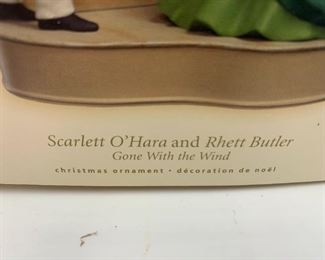 Scarlett O'Hara and Rhett Butler
Gone With the Wind
christmas ornament • décoration de noël